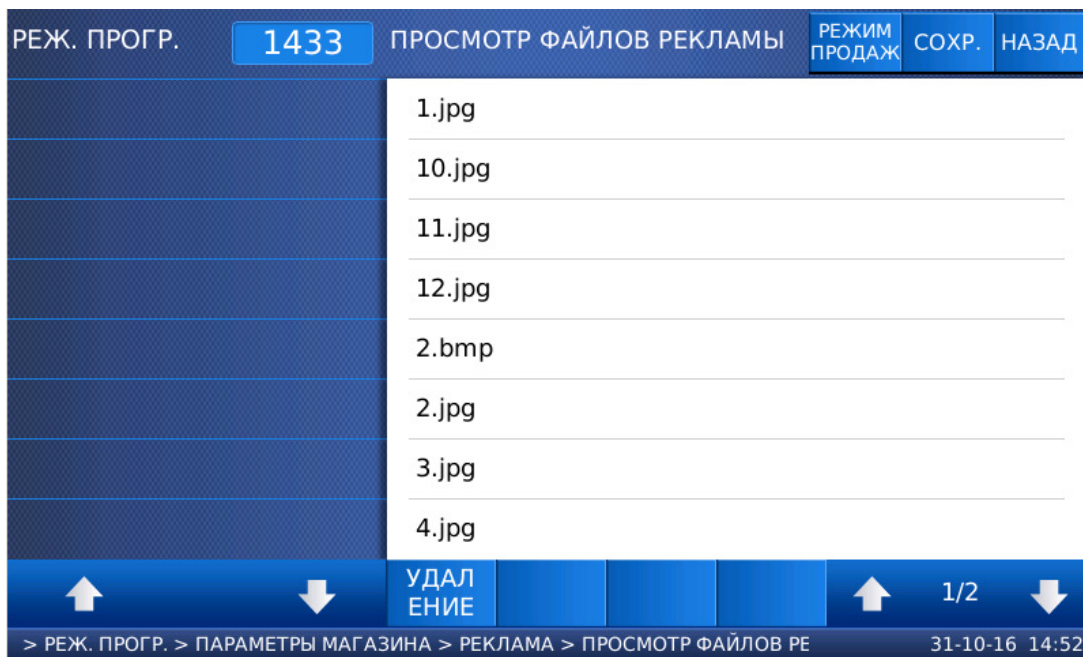 РЕЖ. ПРОГР. 1433 ПРОСМОТР ФАЙЛОВ РЕКЛАМЫ РЕЖИМ ПРОДАЖ СОХР. НАЗАД
1.jpg
10.jpg
11.jpg
12.jpg
2.bmp
2.jpg
3.jpg
4.jpg
УДАЛ
ЕНИЕ
1/2
> РЕЖ. ПРОГР. > ПАРАМЕТРЫ МАГАЗИНА > РЕКЛАМА > ПРОСМОТР ФАЙЛОВ РЕ 31-10-16 14:52